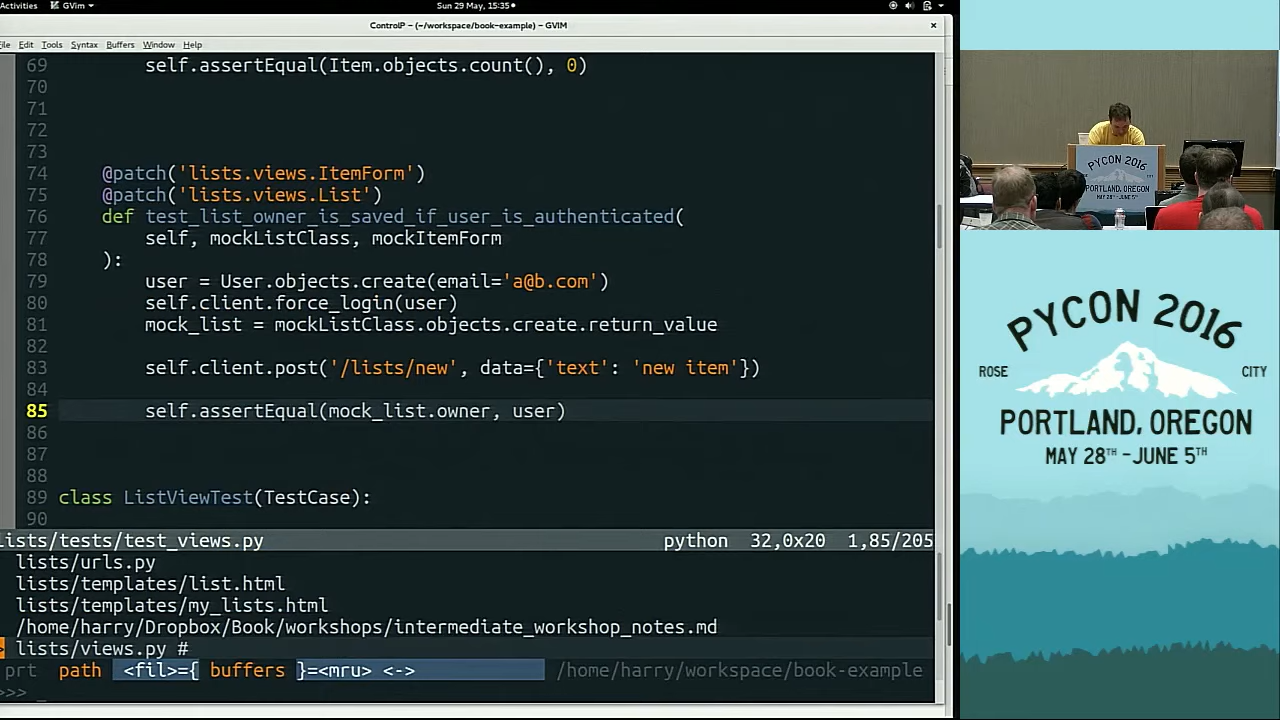 Activities GVim Sun 29 May, 15:35
ControlP - (~/workspace/book-example) - GVIM
File Edit Tools Syntax Buffers Window Help
69 self.assertEqual(Item.objects.count(), 0)
70
71
72
73
74 @patch('lists.views.ItemForm')
75 @patch('lists.views.List')
76 def test_list_owner_is_saved_if_user_is_authenticated(
77 self, mockListClass, mockItemForm
78 ):
79 user = User.objects.create(email='a@b.com')
80 self.client.force_login(user)
81 mock_list = mockListClass.objects.create.return_value
82
83 self.client.post('/lists/new', data={'text': 'new item'})
84
85 self.assertEqual(mock_list.owner, user)
86
87
88
89 class ListViewTest(TestCase):
90
lists/tests/test_views.py python 32,0x20 1,85/205
lists/urls.py
lists/templates/list.html
lists/templates/my_lists.html
/home/harry/Dropbox/Book/workshops/intermediate_workshop_notes.md
> lists/views.py #
prt path <fil>={ buffers }=<mru> <-> /home/harry/workspace/book-example
>>> _
PYCON 2016
PORTLAND, OREGON
PYCON 2016
ROSE CITY
PORTLAND, OREGON
MAY 28TH - JUNE 5TH